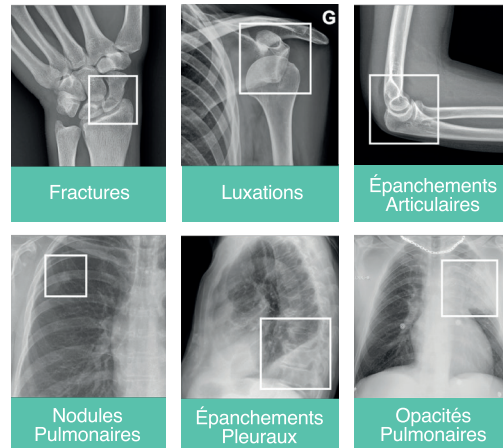 G
Fractures
Luxations
Épanchements
Articulaires
Nodules
Pulmonaires
Épanchements
Pleuraux
Opacités
Pulmonaires